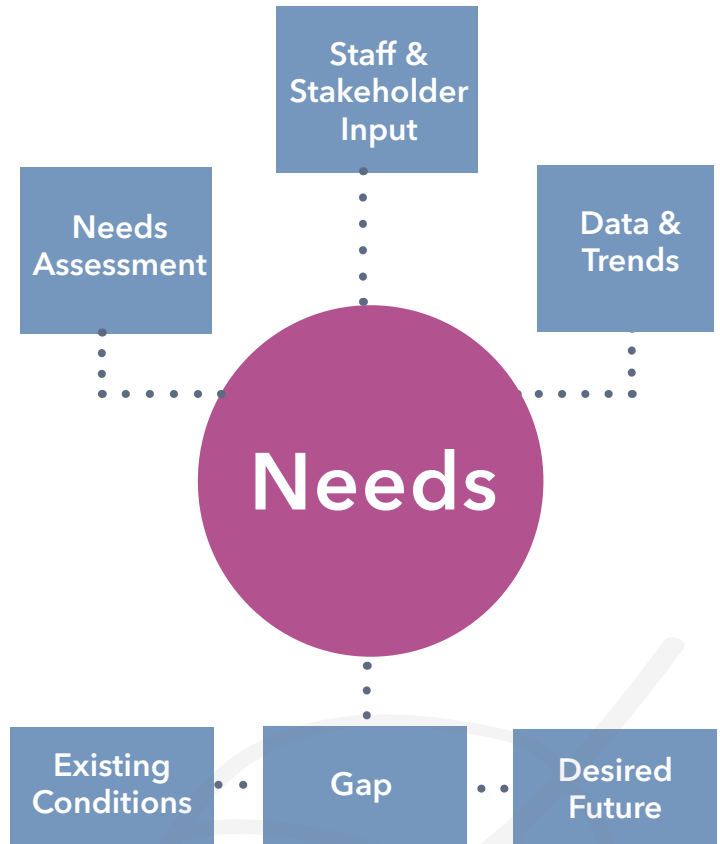 Staff &
Stakeholder
Input
Needs
Assessment
Data &
Trends
Needs
Existing
Conditions
Gap
Desired
Future